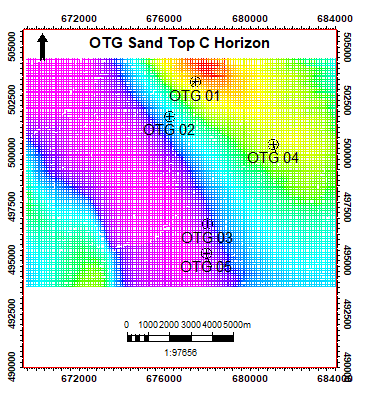 672000 676000 680000 684000
OTG Sand Top C Horizon
505000 505000
OTG 01
502500 502500
OTG 02
500000 500000
OTG 04
497500 497500
OTG 03
495000 495000
OTG 05
492500 492500
0 1000 2000 3000 4000 5000m
1:97656
490000 490000
672000 676000 680000 684000